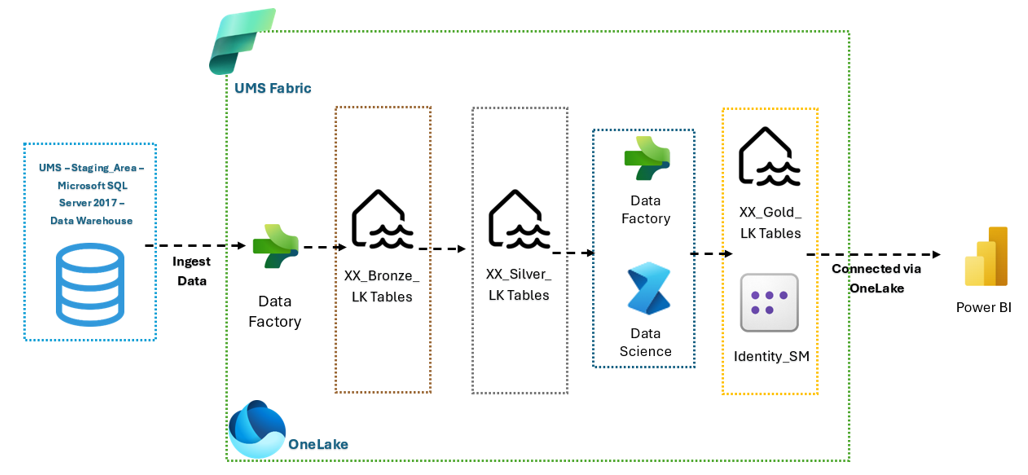 UMS Fabric
UMS – Staging_Area –
Microsoft SQL
Server 2017 –
Data Warehouse
Ingest
Data
Data
Factory
XX_Bronze_
LK Tables
XX_Silver_
LK Tables
Data
Factory
Data
Science
XX_Gold_
LK Tables
Identity_SM
Connected via
OneLake
Power BI
OneLake